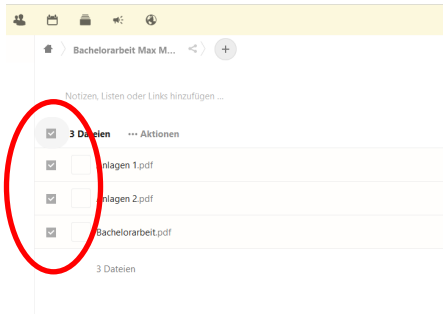 Bachelorarbeit Max M...
Notizen, Listen oder Links hinzufügen ...
3 Dateien ••• Aktionen
Anlagen 1.pdf
Anlagen 2.pdf
Bachelorarbeit.pdf
3 Dateien